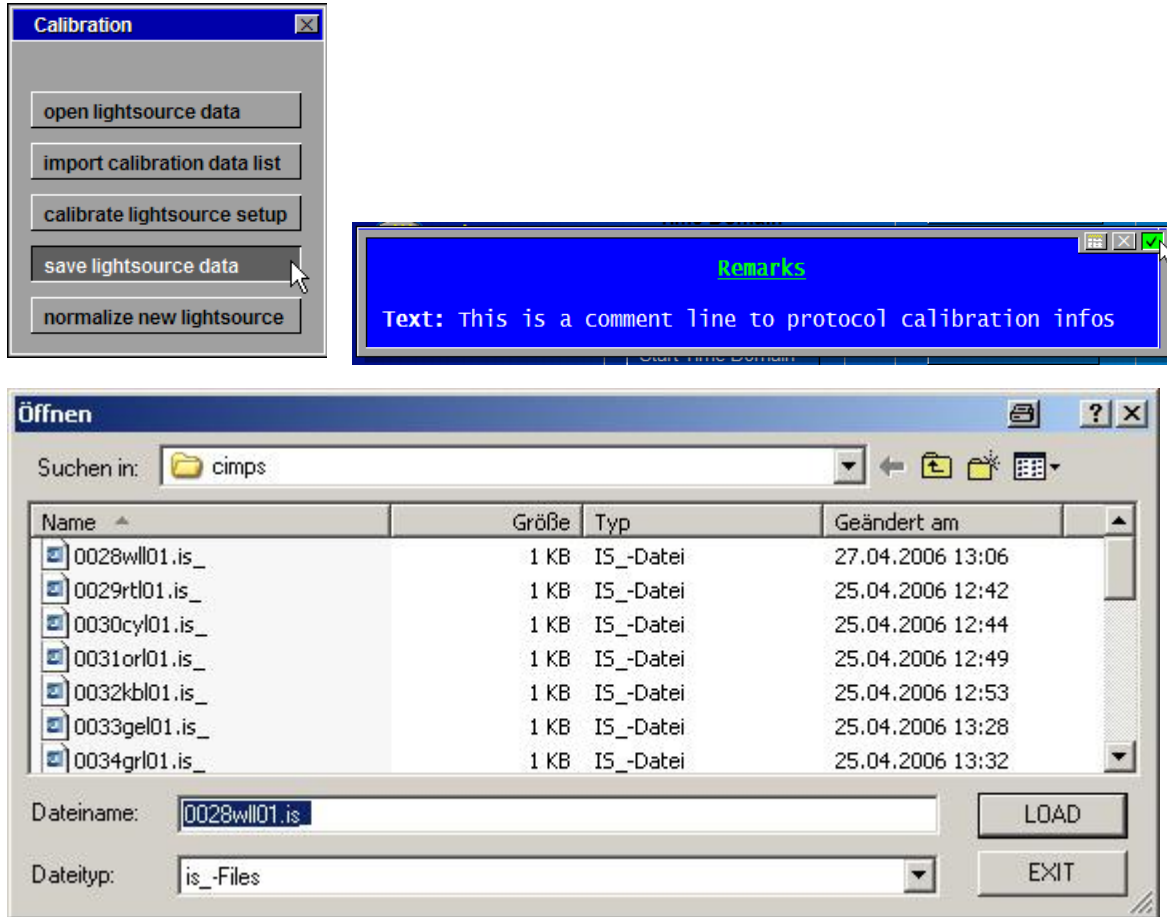 Calibration
open lightsource data
import calibration data list
calibrate lightsource setup
save lightsource data
normalize new lightsource
Remarks
Text: This is a comment line to protocol calibration infos
Start Time Domain
Öffnen
Suchen in: cimps
Name Größe Typ Geändert am
0028wll01.is_ 1 KB IS_-Datei 27.04.2006 13:06
0029rtl01.is_ 1 KB IS_-Datei 25.04.2006 12:42
0030cyl01.is_ 1 KB IS_-Datei 25.04.2006 12:44
0031orl01.is_ 1 KB IS_-Datei 25.04.2006 12:49
0032kbl01.is_ 1 KB IS_-Datei 25.04.2006 12:53
0033gel01.is_ 1 KB IS_-Datei 25.04.2006 13:28
0034grl01.is_ 1 KB IS_-Datei 25.04.2006 13:32
Dateiname: 0028wll01.is_ LOAD
Dateityp: is_-Files EXIT